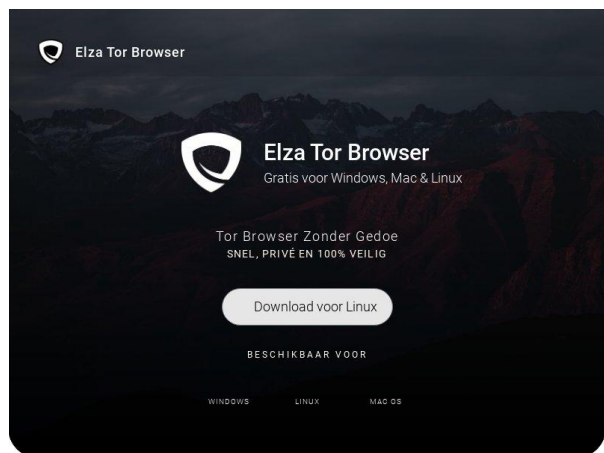 Elza Tor Browser
Elza Tor Browser
Gratis voor Windows, Mac & Linux
Tor Browser Zonder Gedoe
SNEL, PRIVÉ EN 100% VEILIG
Download voor Linux
BESCHIKBAAR VOOR
WINDOWS LINUX MAC OS